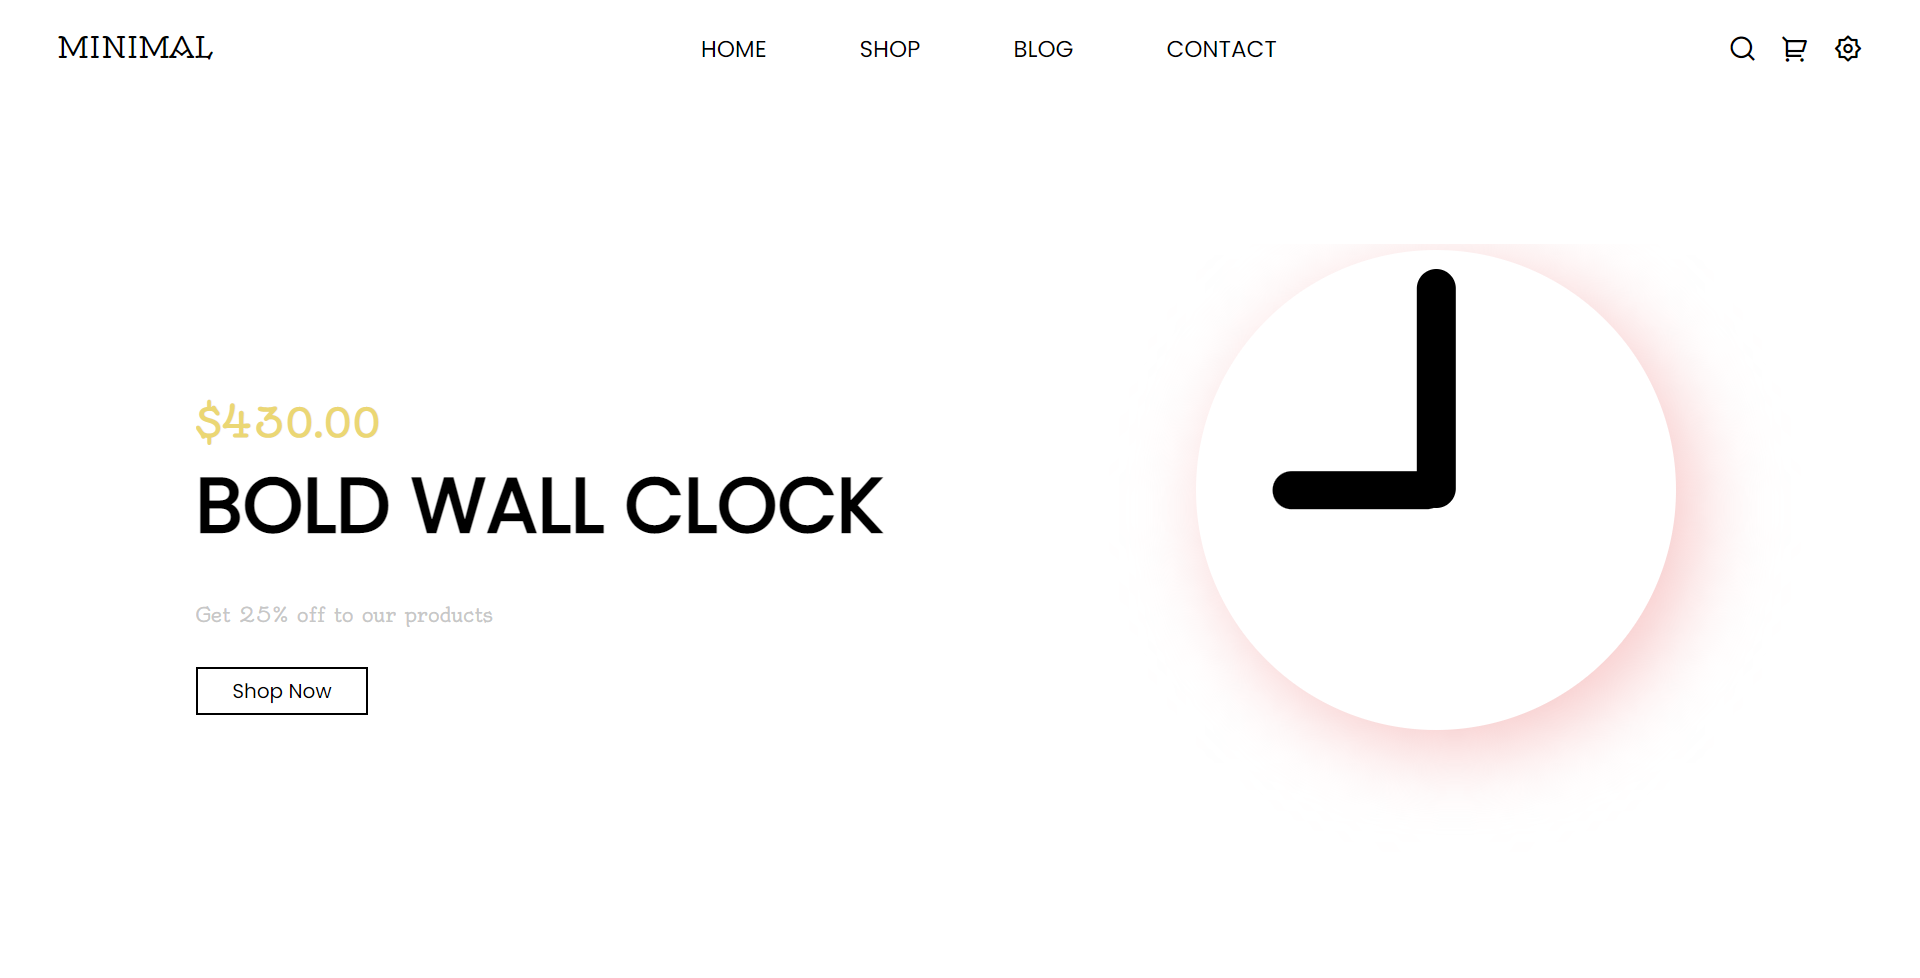 MINIMAL
HOME SHOP BLOG CONTACT
$430.00
BOLD WALL CLOCK
Get 25% off to our products
Shop Now